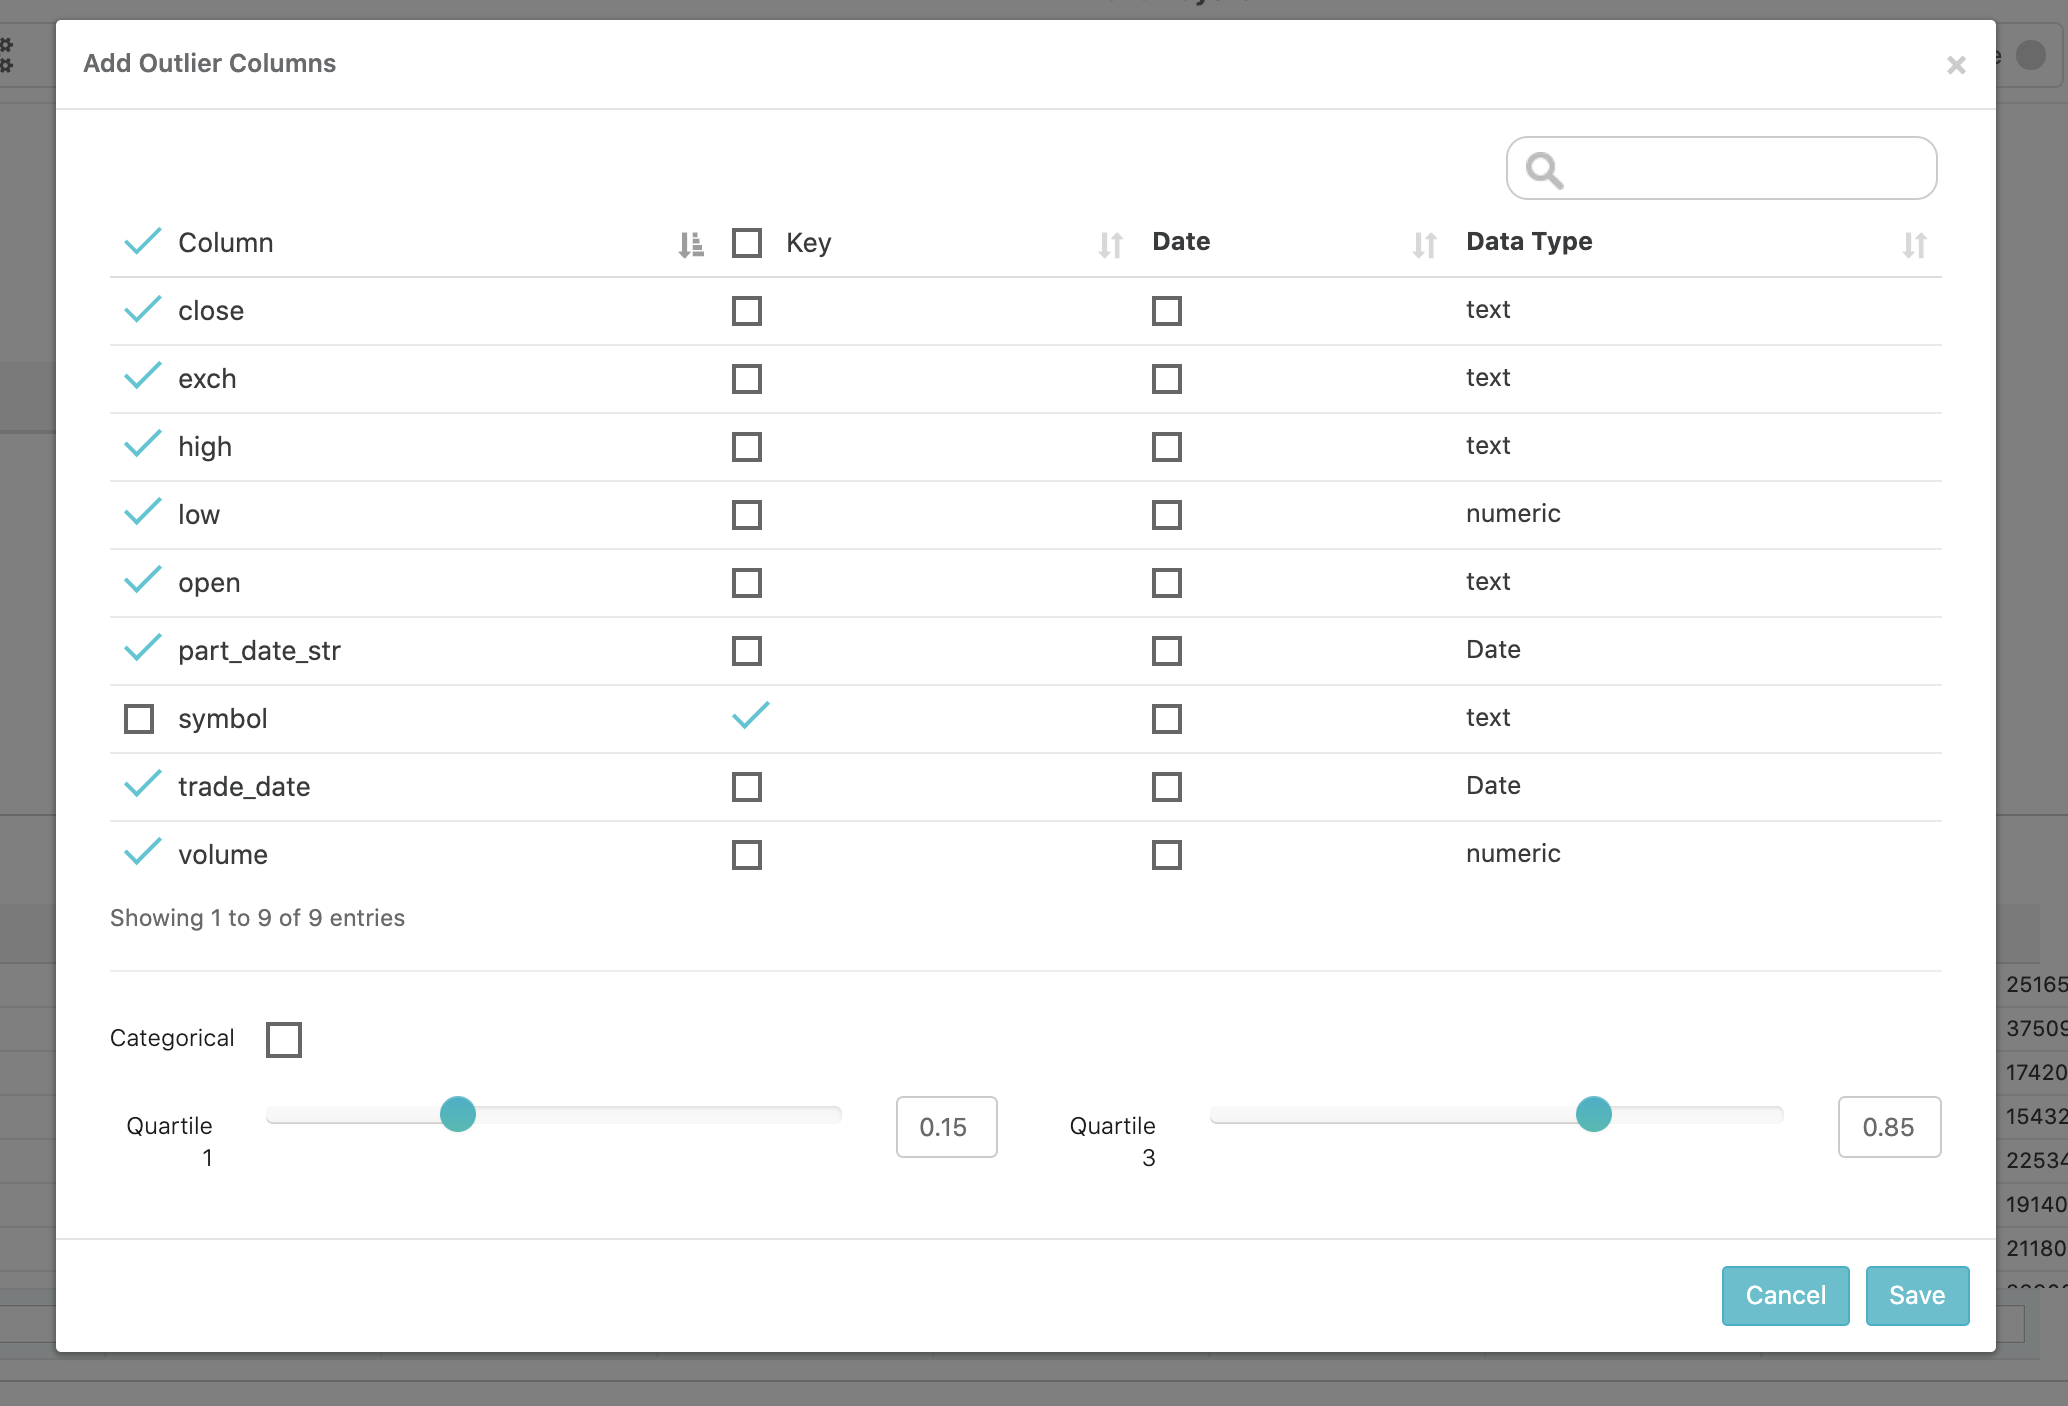 Add Outlier Columns
×
Column Key Date Data Type
close text
exch text
high text
low numeric
open text
part_date_str Date
symbol text
trade_date Date
volume numeric
Showing 1 to 9 of 9 entries
25165
37509
Categorical
17420
Quartile 1 0.15 Quartile 3 0.85
15432
22534
19140
21180
Cancel Save